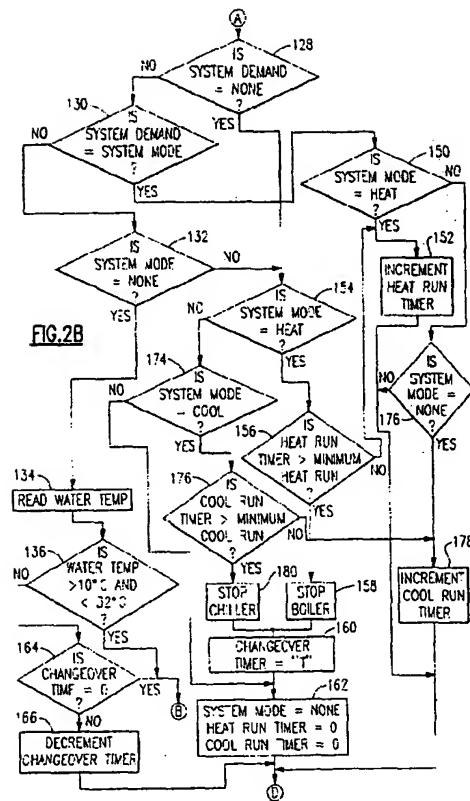 A
128
IS
SYSTEM DEMAND
= NONE
?
NO
YES
130
IS
SYSTEM DEMAND
= SYSTEM MODE
?
NO
YES
150
IS
SYSTEM MODE
= HEAT
?
NO
YES
152
INCREMENT
HEAT RUN
TIMER
132
IS
SYSTEM MODE
= NONE
?
NO
YES
FIG.2B
154
IS
SYSTEM MODE
= HEAT
?
NO
YES
174
IS
SYSTEM MODE
- COOL
?
NO
YES
156
IS
HEAT RUN
TIMER > MINIMUM
HEAT RUN
?
NO
YES
IS
SYSTEM
MODE =
NONE
?
NO
176
YES
134
READ WATER TEMP
176
IS
COOL RUN
TIMER > MINIMUM
COOL RUN
?
NO
YES
136
IS
WATER TEMP
>10°C AND
< 32°C
?
NO
YES
180
STOP
CHILLER
STOP
BOILER
158
178
INCREMENT
COOL RUN
TIMER
160
CHANGEOVER
TIMER = "T"
164
IS
CHANGEOVER
TIME = 0
?
YES
NO
B
162
SYSTEM MODE = NONE
HEAT RUN TIMER = 0
COOL RUN TIMER = 0
166
DECREMENT
CHANGEOVER TIMER
D